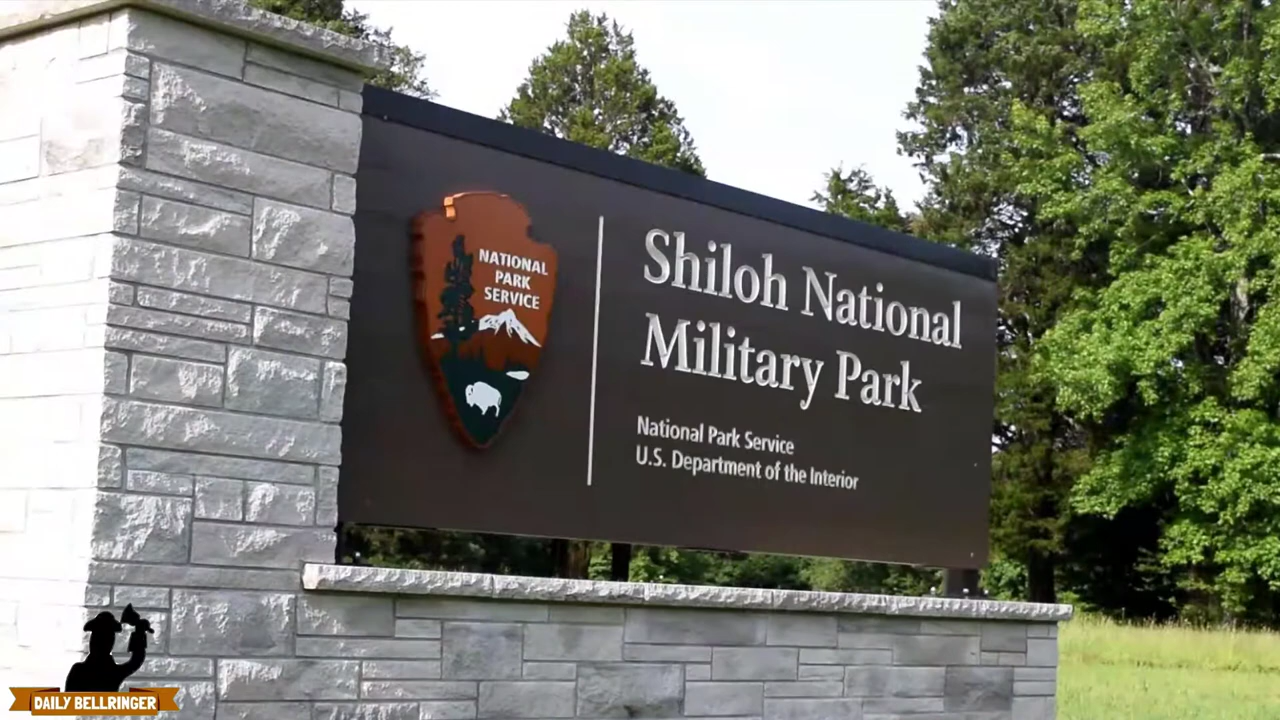 NATIONAL
PARK
SERVICE
Shiloh National
Military Park
National Park Service
U.S. Department of the Interior
DAILY BELLRINGER